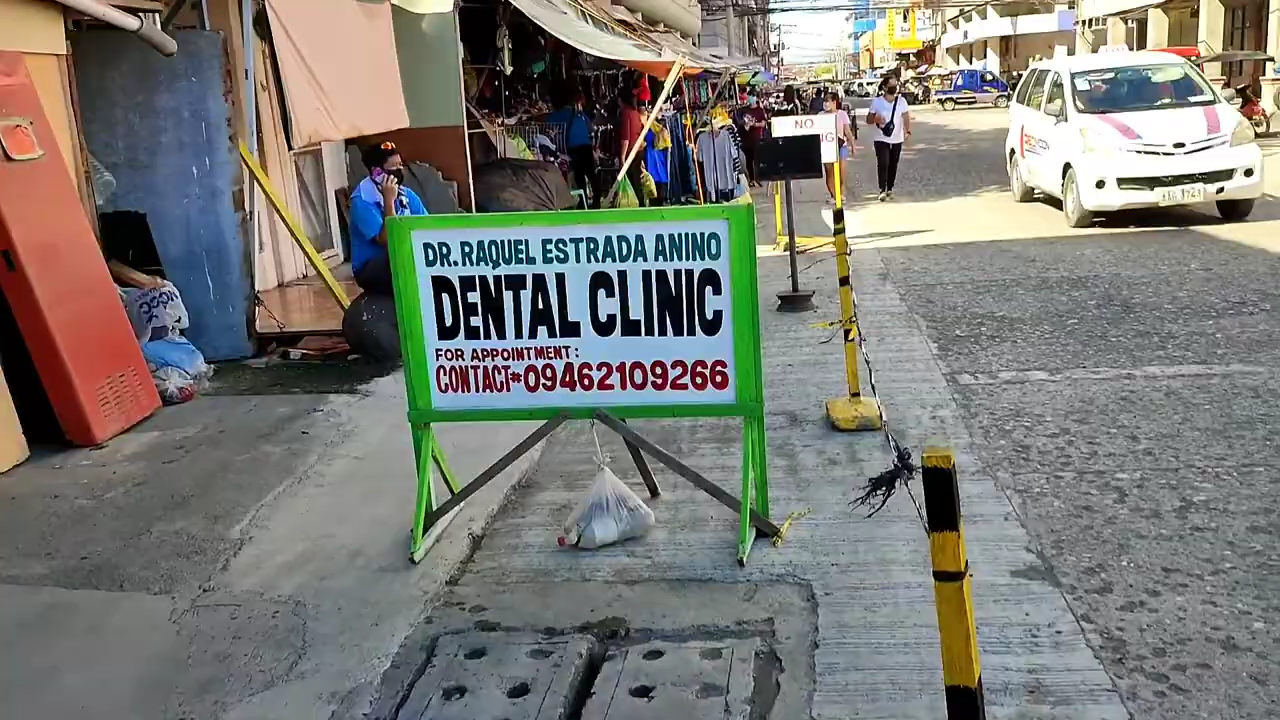 DR. RAQUEL ESTRADA ANINO
DENTAL CLINIC
FOR APPOINTMENT:
CONTACT#09462109266
NO